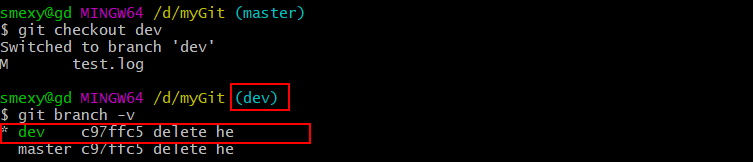 smexy@gd MINGW64 /d/myGit (master)
$ git checkout dev
Switched to branch 'dev'
M       test.log
smexy@gd MINGW64 /d/myGit (dev)
$ git branch -v
* dev    c97ffc5 delete he
  master c97ffc5 delete he